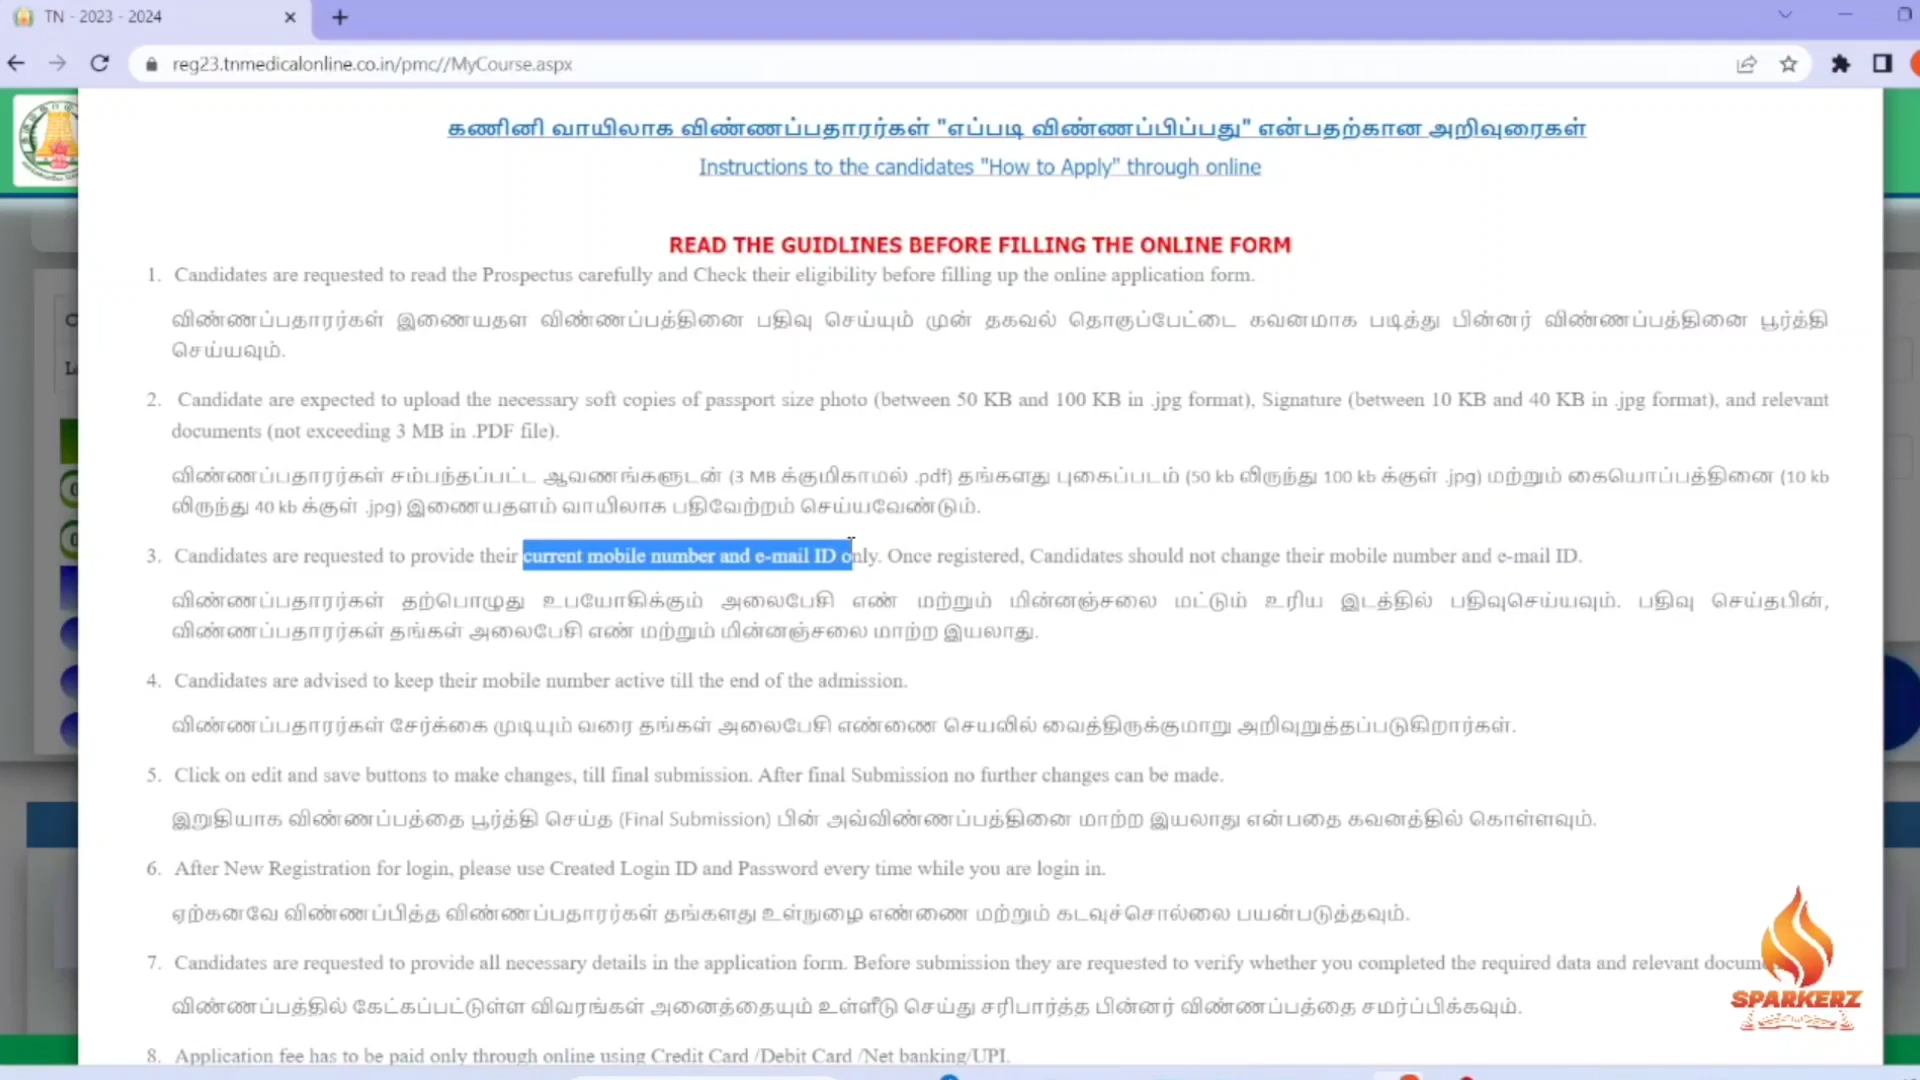 TN - 2023 - 2024
reg23.tnmedicalonline.co.in/pmc//MyCourse.aspx
கணினி வாயிலாக விண்ணப்பதாரர்கள் "எப்படி விண்ணப்பிப்பது" என்பதற்கான அறிவுரைகள்
Instructions to the candidates "How to Apply" through online
READ THE GUIDLINES BEFORE FILLING THE ONLINE FORM
1. Candidates are requested to read the Prospectus carefully and Check their eligibility before filling up the online application form.
விண்ணப்பதாரர்கள் இணையதள விண்ணப்பத்தினை பதிவு செய்யும் முன் தகவல் தொகுப்பேட்டை கவனமாக படித்து பின்னர் விண்ணப்பத்தினை பூர்த்தி
செய்யவும்.
2. Candidate are expected to upload the necessary soft copies of passport size photo (between 50 KB and 100 KB in .jpg format), Signature (between 10 KB and 40 KB in .jpg format), and relevant
documents (not exceeding 3 MB in .PDF file).
விண்ணப்பதாரர்கள் சம்பந்தப்பட்ட ஆவணங்களுடன் (3 MB க்குமிகாமல் .pdf) தங்களது புகைப்படம் (50 kb லிருந்து 100 kb க்குள் .jpg) மற்றும் கையொப்பத்தினை (10 kb
லிருந்து 40 kb க்குள் .jpg) இணையதளம் வாயிலாக பதிவேற்றம் செய்யவேண்டும்.
3. Candidates are requested to provide their current mobile number and e-mail ID only. Once registered, Candidates should not change their mobile number and e-mail ID.
விண்ணப்பதாரர்கள் தற்பொழுது உபயோகிக்கும் அலைபேசி எண் மற்றும் மின்னஞ்சலை மட்டும் உரிய இடத்தில் பதிவுசெய்யவும். பதிவு செய்தபின்,
விண்ணப்பதாரர்கள் தங்கள் அலைபேசி எண் மற்றும் மின்னஞ்சலை மாற்ற இயலாது.
4. Candidates are advised to keep their mobile number active till the end of the admission.
விண்ணப்பதாரர்கள் சேர்க்கை முடியும் வரை தங்கள் அலைபேசி எண்ணை செயலில் வைத்திருக்குமாறு அறிவுறுத்தப்படுகிறார்கள்.
5. Click on edit and save buttons to make changes, till final submission. After final Submission no further changes can be made.
இறுதியாக விண்ணப்பத்தை பூர்த்தி செய்த (Final Submission) பின் அவ்விண்ணப்பத்தினை மாற்ற இயலாது என்பதை கவனத்தில் கொள்ளவும்.
6. After New Registration for login, please use Created Login ID and Password every time while you are login in.
ஏற்கனவே விண்ணப்பித்த விண்ணப்பதாரர்கள் தங்களது உள்நுழை எண்ணை மற்றும் கடவுச்சொல்லை பயன்படுத்தவும்.
7. Candidates are requested to provide all necessary details in the application form. Before submission they are requested to verify whether you completed the required data and relevant docum
விண்ணப்பத்தில் கேட்கப்பட்டுள்ள விவரங்கள் அனைத்தையும் உள்ளீடு செய்து சரிபார்த்த பின்னர் விண்ணப்பத்தை சமர்ப்பிக்கவும்.
SPARKERZ
8. Application fee has to be paid only through online using Credit Card /Debit Card /Net banking/UPI.